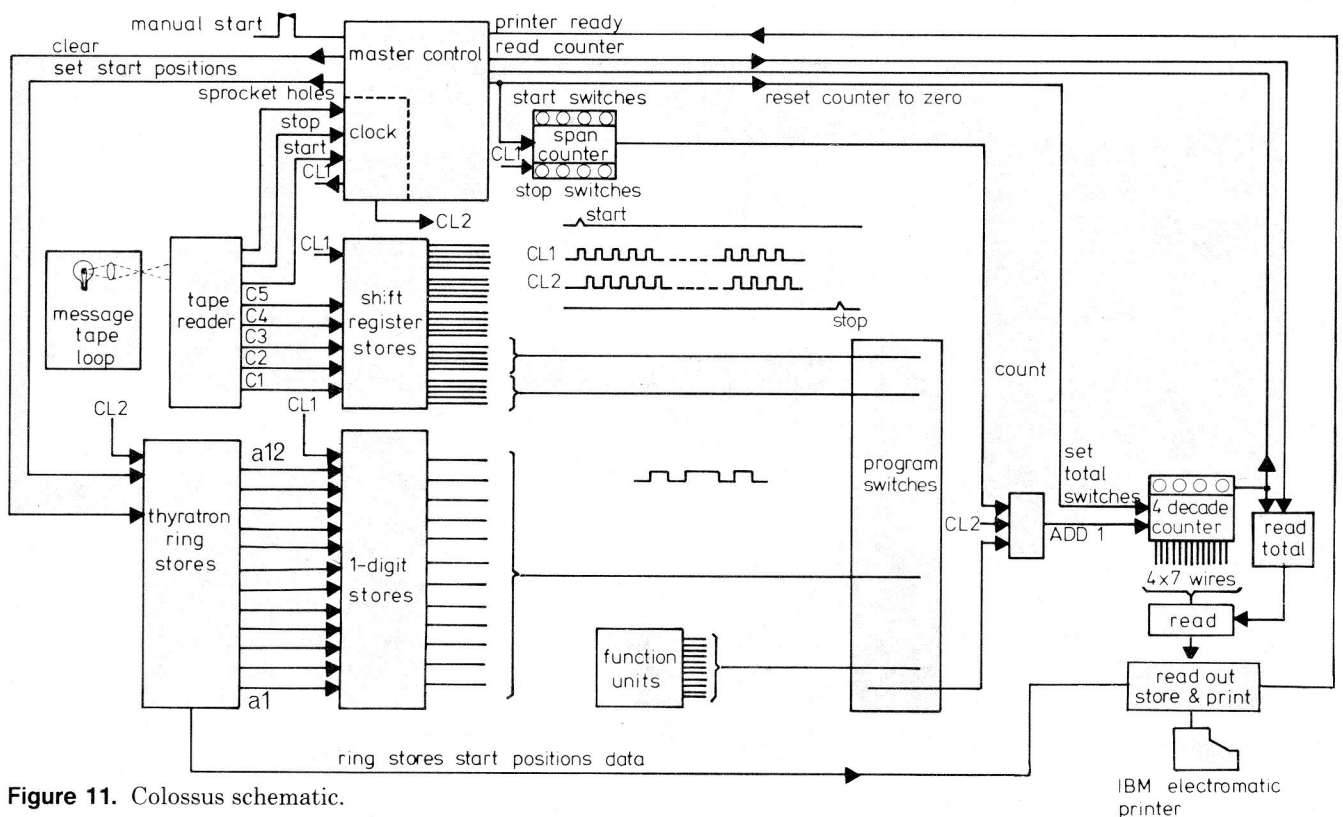 manual start
clear
set start positions
sprocket holes
stop
start
CL1
master control
clock
CL2
printer ready
read counter
reset counter to zero
start switches
span
counter
CL1
stop switches
start
CL1
CL2
stop
message
tape
loop
tape
reader
C5
C4
C3
C2
C1
CL1
shift
register
stores
CL2
thyratron
ring
stores
a12
a1
CL1
1-digit
stores
function
units
program
switches
count
CL2
ADD 1
set
total
switches
4 decade
counter
read
total
4x7 wires
read
read out
store & print
ring stores start positions data
IBM electromatic
printer
Figure 11. Colossus schematic.